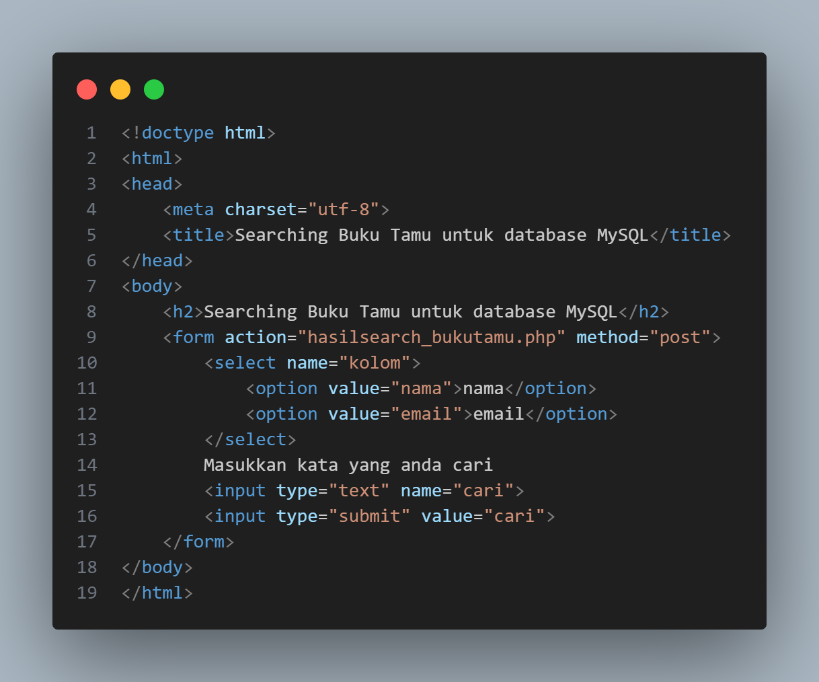 1 <!doctype html>
2 <html>
3 <head>
4     <meta charset="utf-8">
5     <title>Searching Buku Tamu untuk database MySQL</title>
6 </head>
7 <body>
8     <h2>Searching Buku Tamu untuk database MySQL</h2>
9     <form action="hasilsearch_bukutamu.php" method="post">
10         <select name="kolom">
11             <option value="nama">nama</option>
12             <option value="email">email</option>
13         </select>
14         Masukkan kata yang anda cari
15         <input type="text" name="cari">
16         <input type="submit" value="cari">
17     </form>
18 </body>
19 </html>